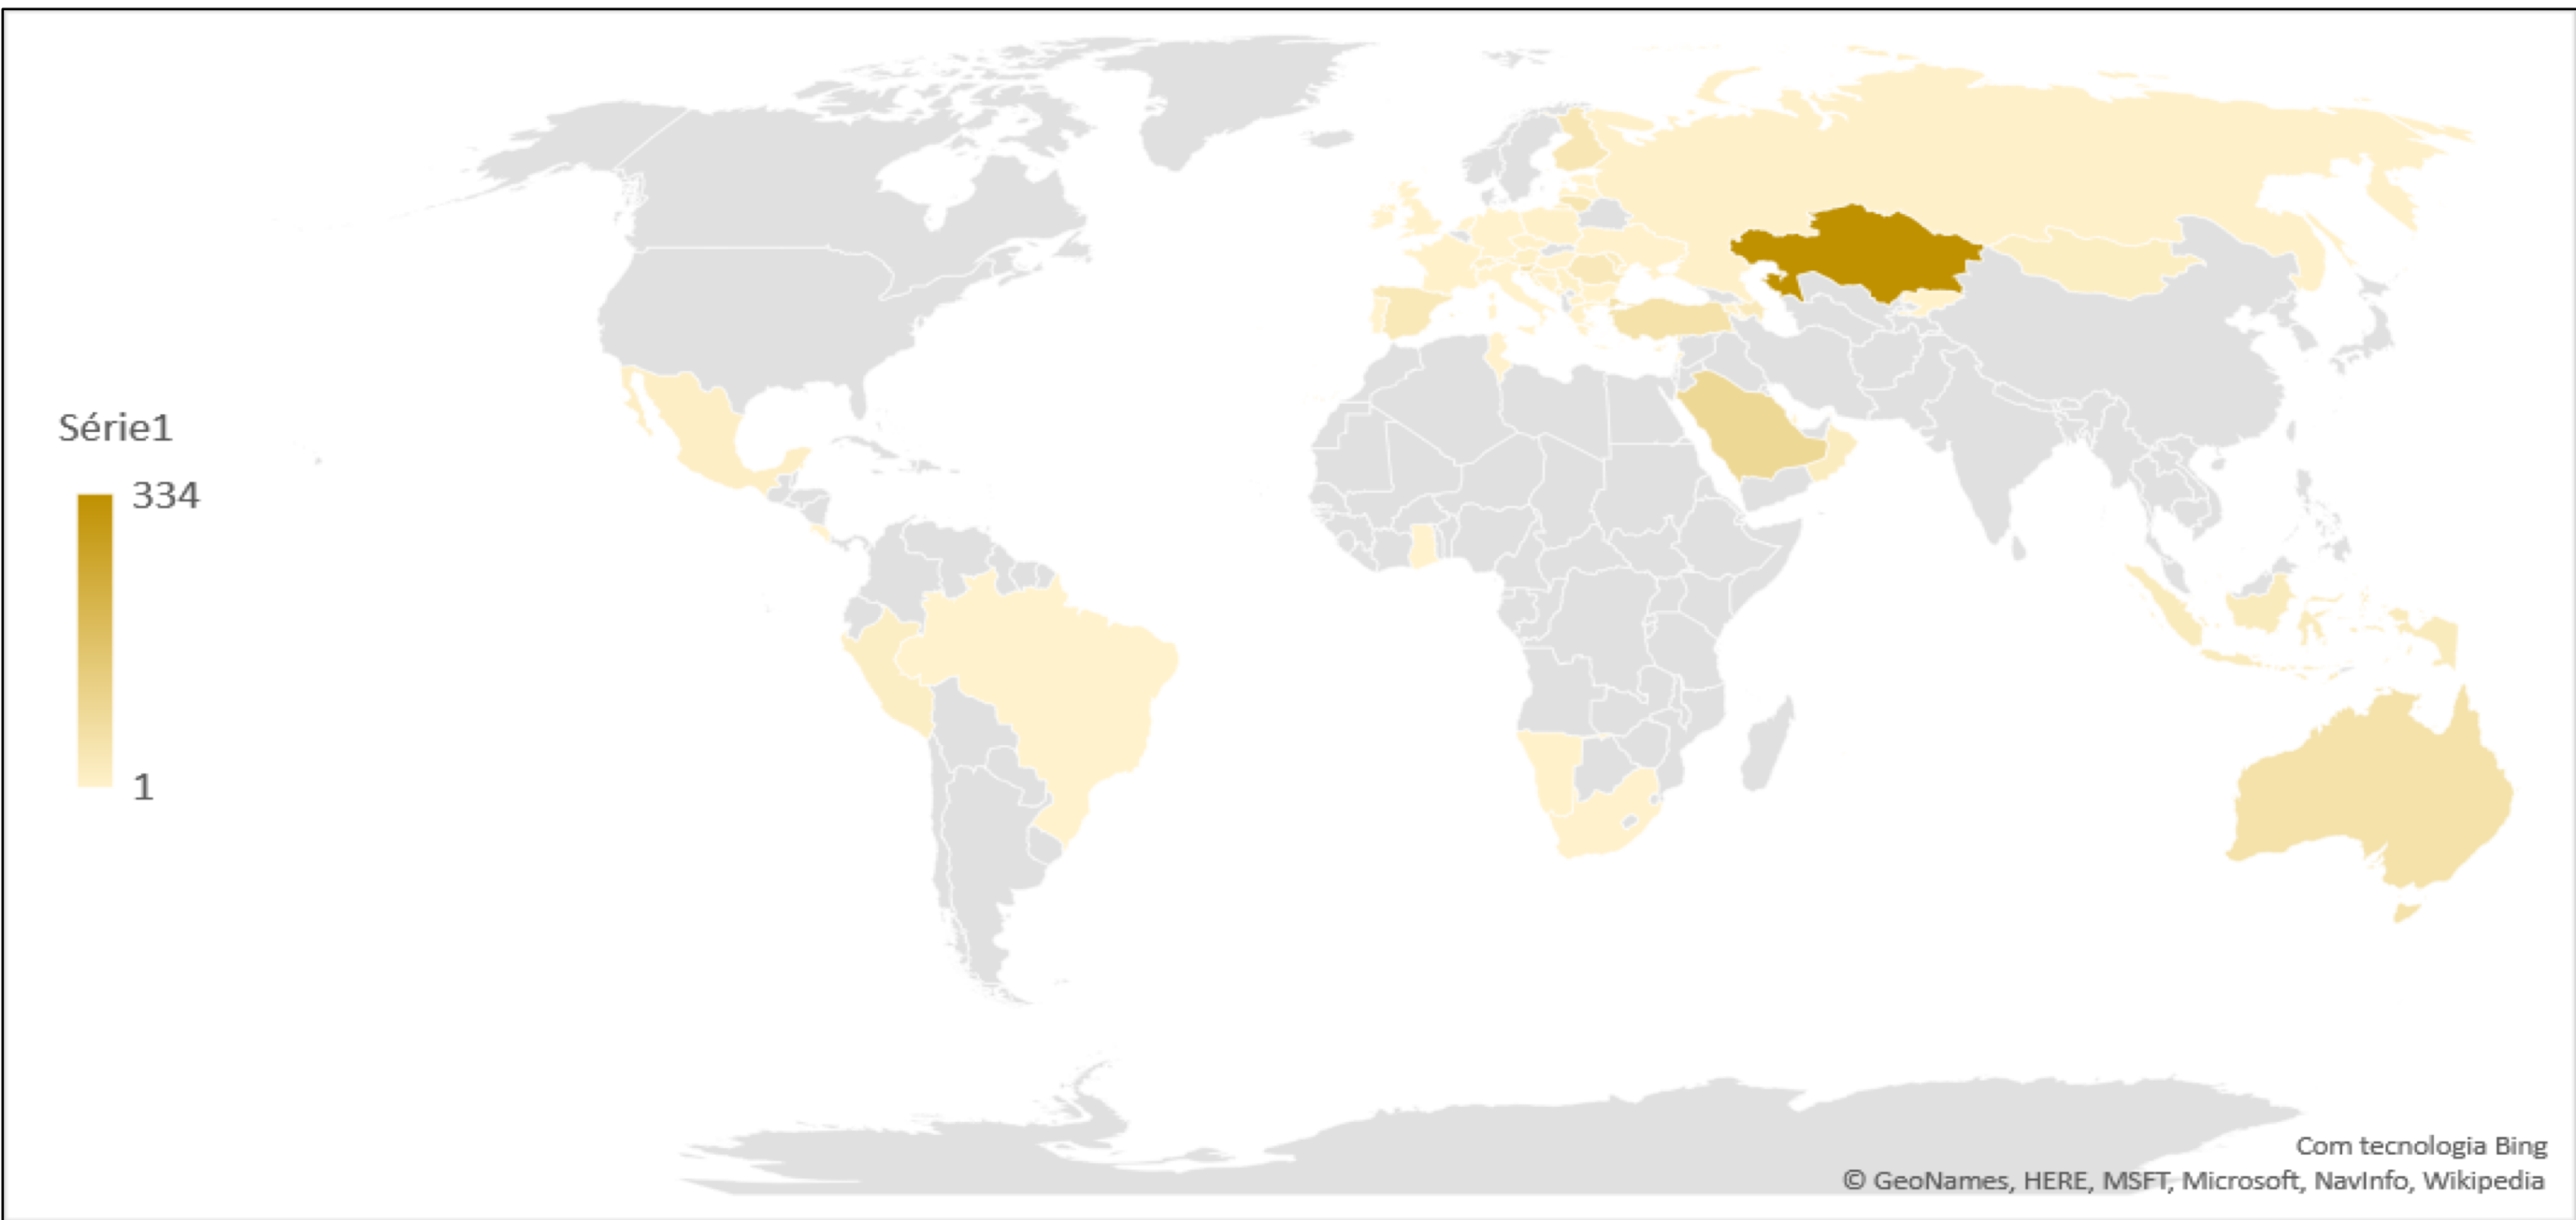 Série1
334
1
Com tecnologia Bing
© GeoNames, HERE, MSFT, Microsoft, NavInfo, Wikipedia